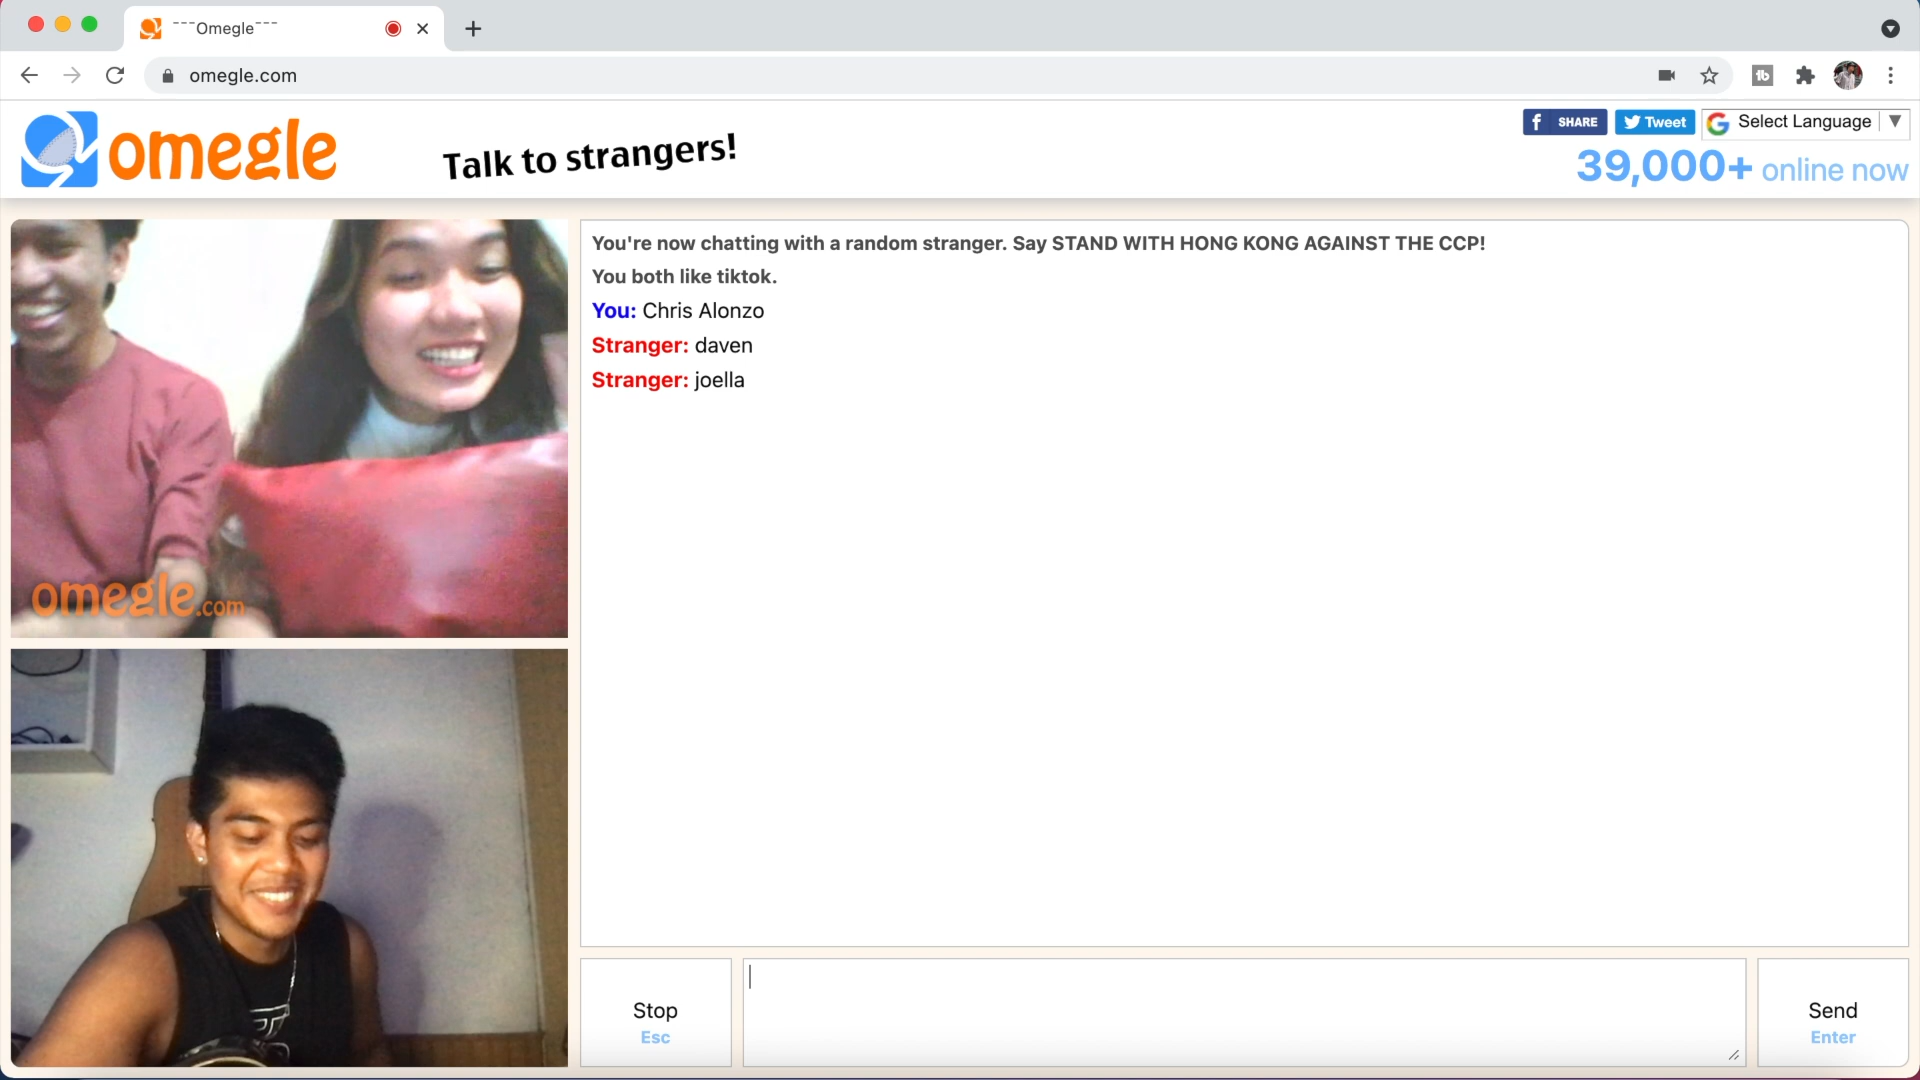 ---Omegle---
omegle.com
omegle
Talk to strangers!
SHARE
Tweet
Select Language
39,000+ online now
You're now chatting with a random stranger. Say STAND WITH HONG KONG AGAINST THE CCP!
You both like tiktok.
You: Chris Alonzo
Stranger: daven
Stranger: joella
omegle.com
Stop
Esc
Send
Enter